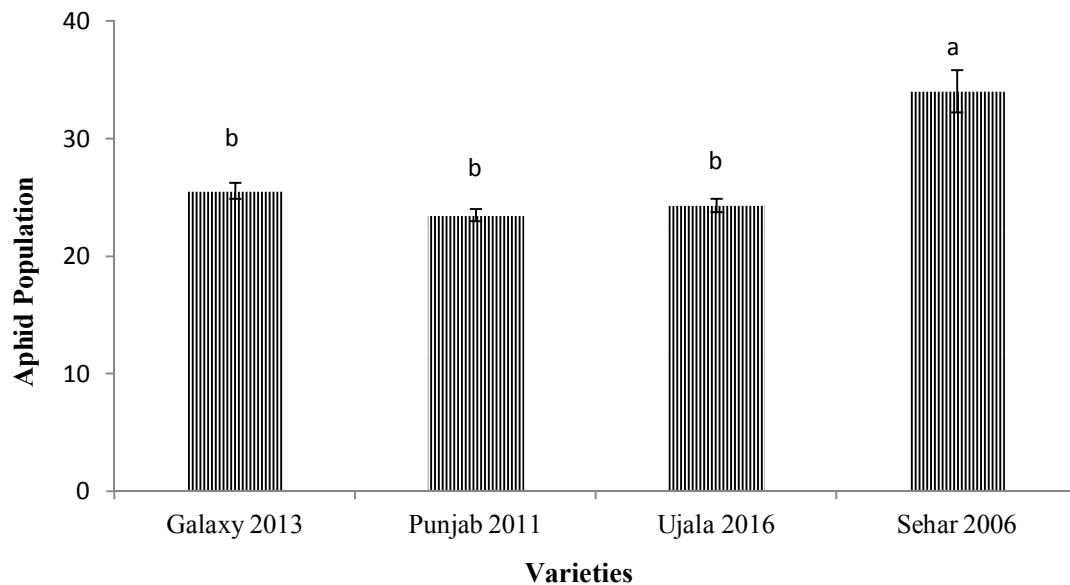 40
30
20
10
0
Aphid Population
b
b
b
a
Galaxy 2013
Punjab 2011
Ujala 2016
Sehar 2006
Varieties